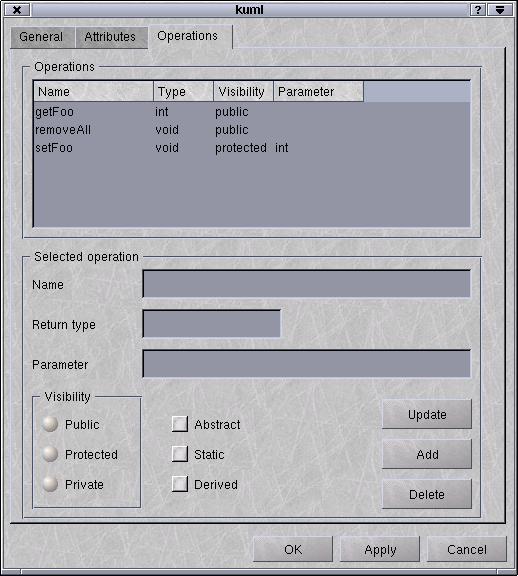 kuml
General Attributes Operations
Operations
Name Type Visibility Parameter
getFoo int public
removeAll void public
setFoo void protected int
Selected operation
Name
Return type
Parameter
Visibility
Public Abstract Update
Protected Static Add
Private Derived Delete
OK Apply Cancel